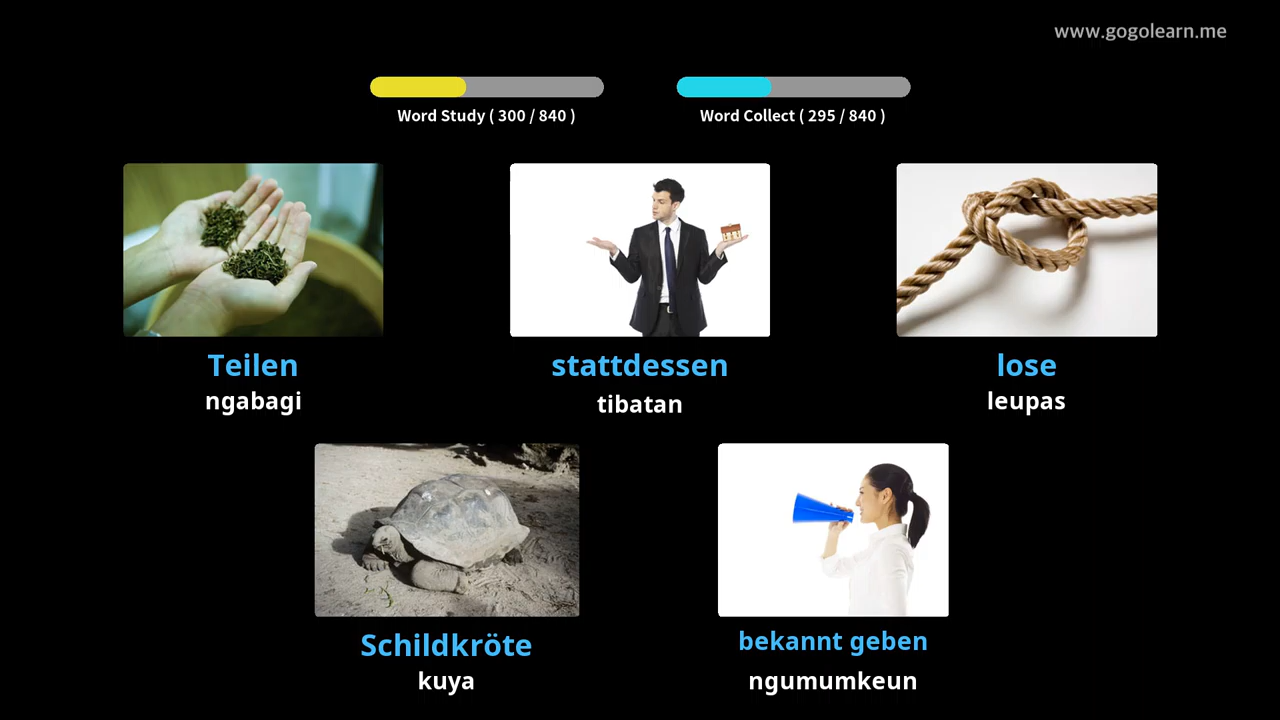 www.gogolearn.me
Word Study ( 300 / 840 )
Word Collect ( 295 / 840 )
Teilen
ngabagi
stattdessen
tibatan
lose
leupas
Schildkröte
kuya
bekannt geben
ngumumkeun